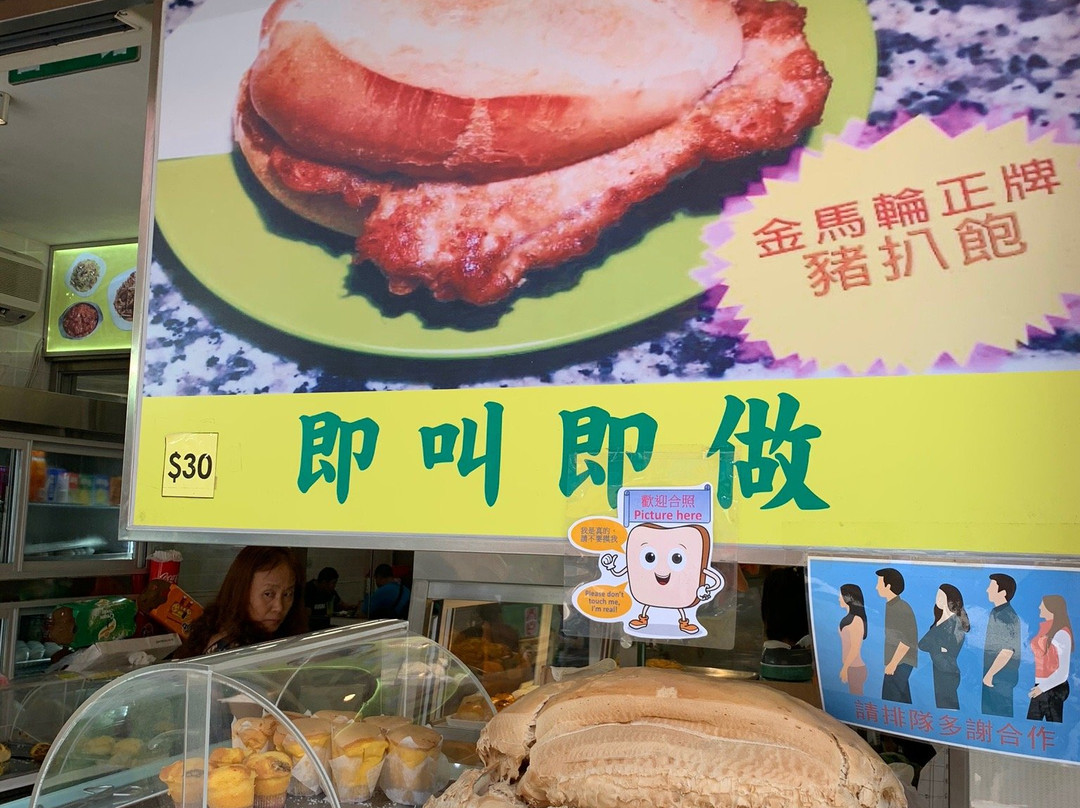 金馬輪正牌
豬扒飽
$30
即叫即做
歡迎合照
Picture here
我是真的，
請不要摸我
Please don't
touch me,
I'm real!
請排隊多謝合作